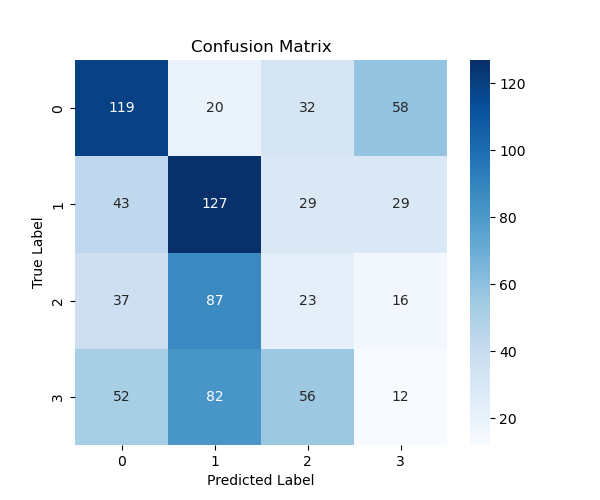 Confusion Matrix
True Label
0 119 20 32 58
1 43 127 29 29
2 37 87 23 16
3 52 82 56 12
0 1 2 3
Predicted Label
120
100
80
60
40
20